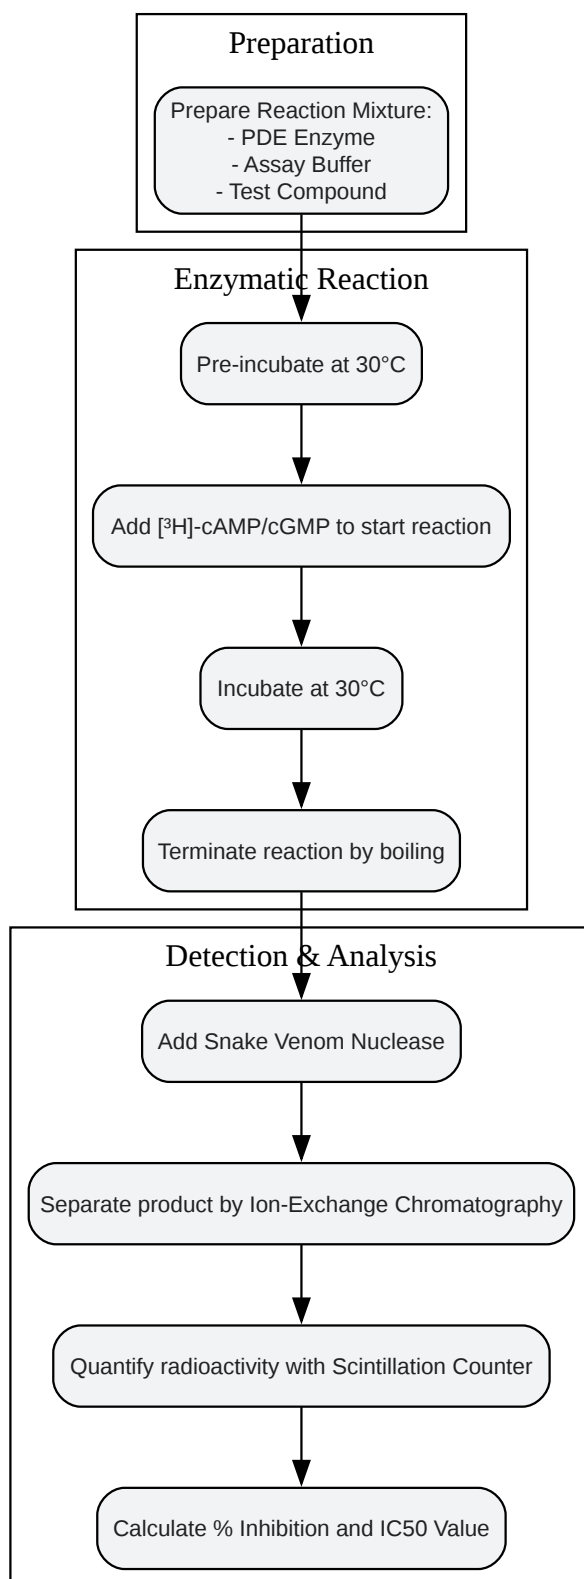 Preparation
Prepare Reaction Mixture:
- PDE Enzyme
- Assay Buffer
- Test Compound
Enzymatic Reaction
Pre-incubate at 30°C
Add [³H]-cAMP/cGMP to start reaction
Incubate at 30°C
Terminate reaction by boiling
Detection & Analysis
Add Snake Venom Nuclease
Separate product by Ion-Exchange Chromatography
Quantify radioactivity with Scintillation Counter
Calculate % Inhibition and IC50 Value